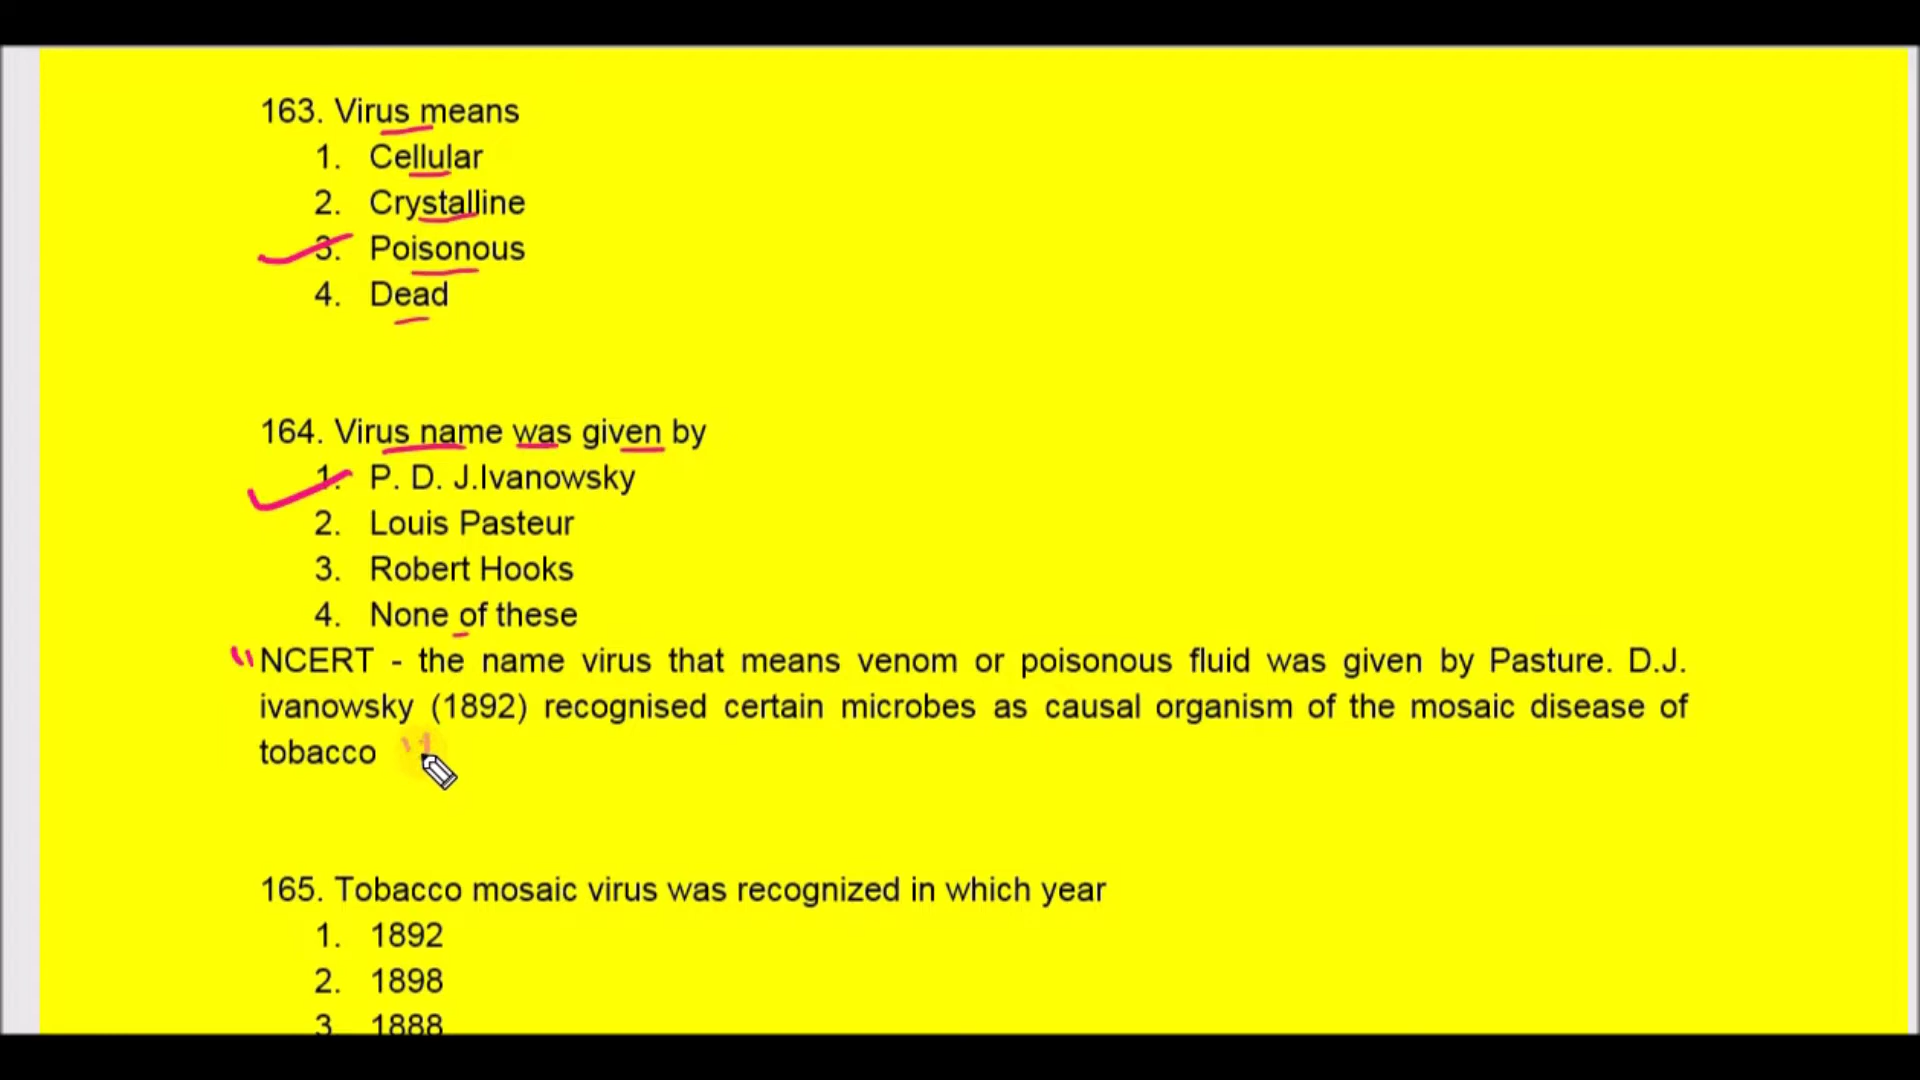 163. Virus means
1. Cellular
2. Crystalline
3. Poisonous
4. Dead
164. Virus name was given by
1. P. D. J.Ivanowsky
2. Louis Pasteur
3. Robert Hooks
4. None of these
"NCERT - the name virus that means venom or poisonous fluid was given by Pasture. D.J.
ivanowsky (1892) recognised certain microbes as causal organism of the mosaic disease of
tobacco "
165. Tobacco mosaic virus was recognized in which year
1. 1892
2. 1898
3. 1888